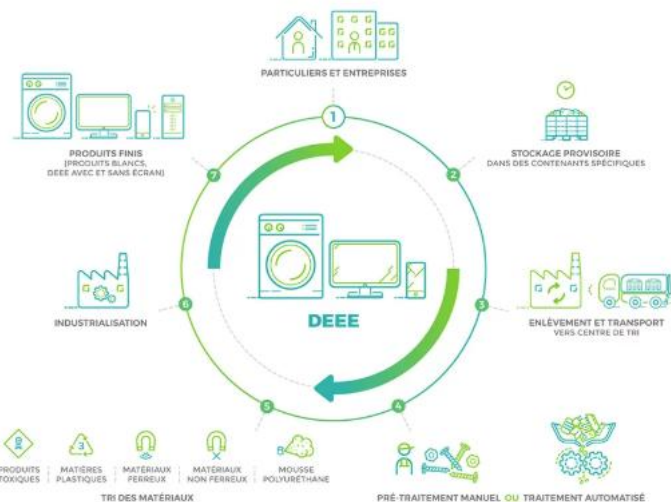 PARTICULIERS ET ENTREPRISES
1
2
STOCKAGE PROVISOIRE
DANS DES CONTENANTS SPÉCIFIQUES
3
ENLÈVEMENT ET TRANSPORT
VERS CENTRE DE TRI
4
PRÉ-TRAITEMENT MANUEL OU TRAITEMENT AUTOMATISÉ
5
PRODUITS
TOXIQUES
3
MATIÈRES
PLASTIQUES
MATÉRIAUX
FERREUX
MATÉRIAUX
NON FERREUX
MOUSSE
POLYURÉTHANE
TRI DES MATÉRIAUX
6
INDUSTRIALISATION
7
PRODUITS FINIS
(PRODUITS BLANCS,
DEEE AVEC ET SANS ÉCRAN)
DEEE